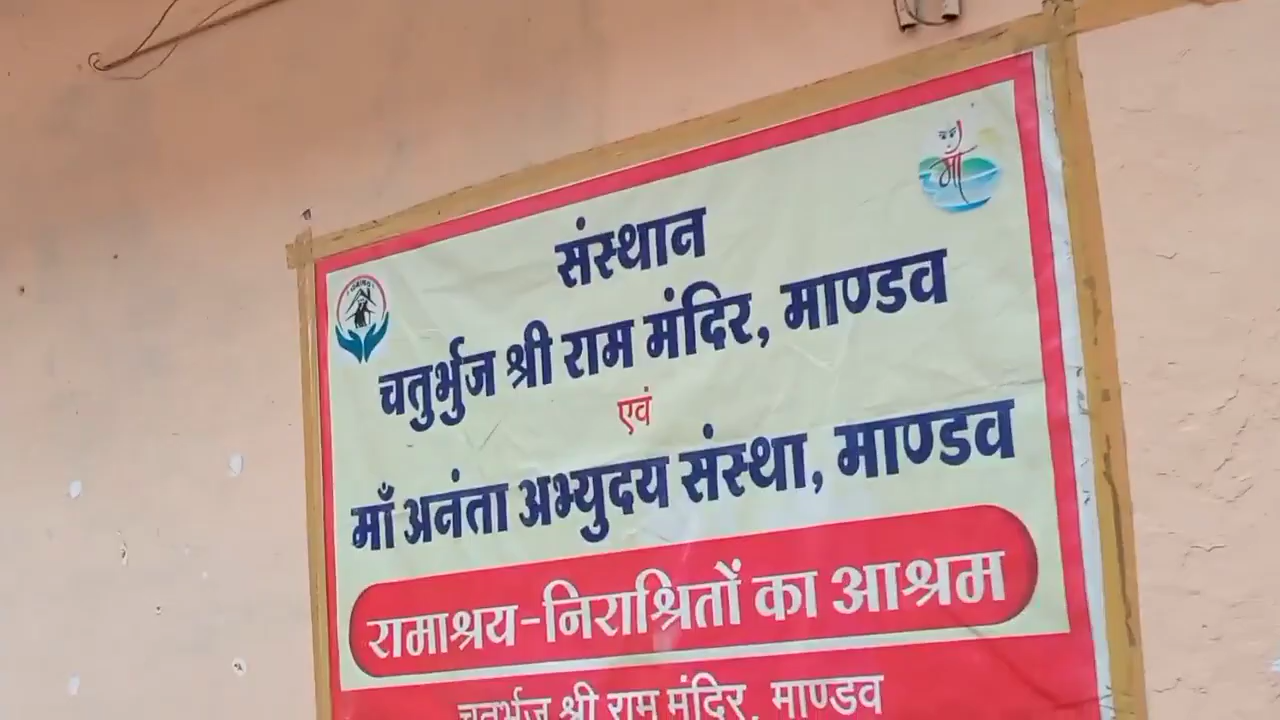 संस्थान
चतुर्भुज श्री राम मंदिर, माण्डव
एवं
माँ अनंता अभ्युदय संस्था, माण्डव
रामाश्रय-निराश्रितों का आश्रम
चतुर्भुज श्री राम मंदिर, माण्डव
माँ